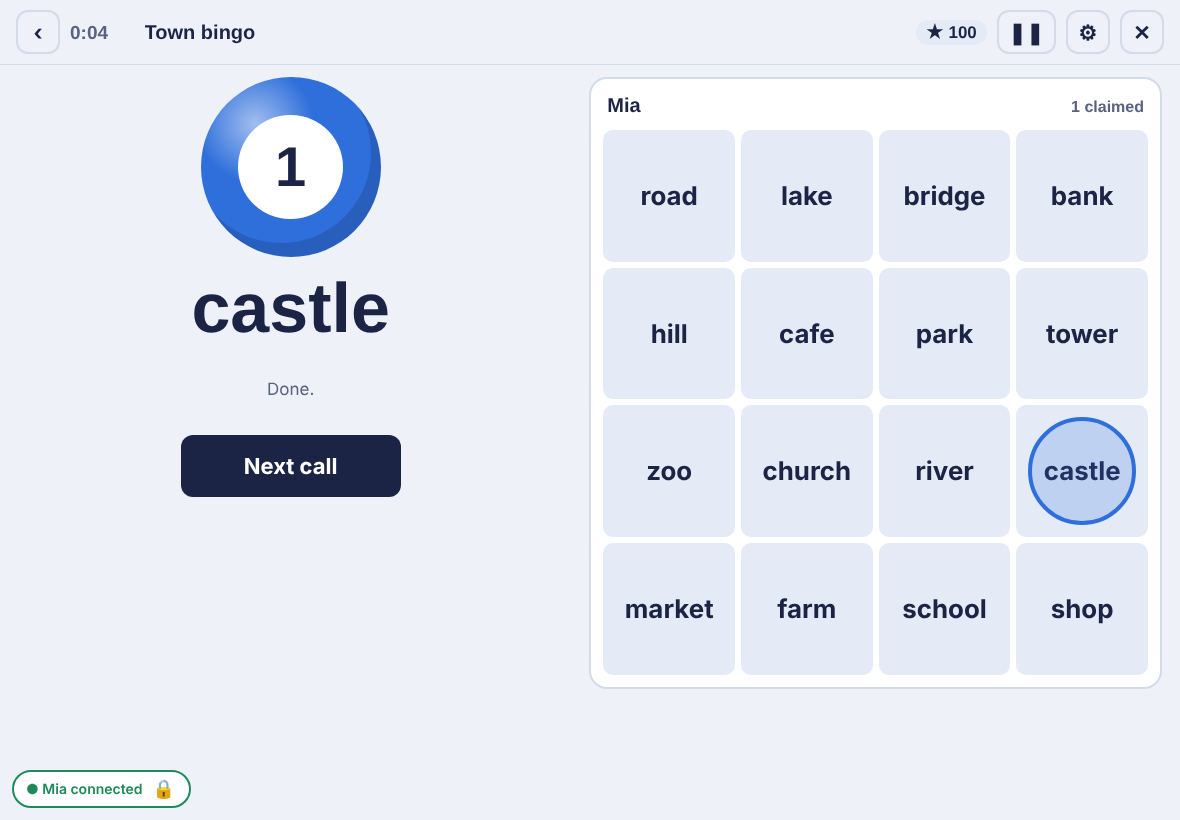 ‹ 0:04 Town bingo ★ 100 ❚❚ ⚙ ✕
1
castle
Done.
Next call
Mia 1 claimed
road lake bridge bank
hill cafe park tower
zoo church river castle
market farm school shop
Mia connected 🔒